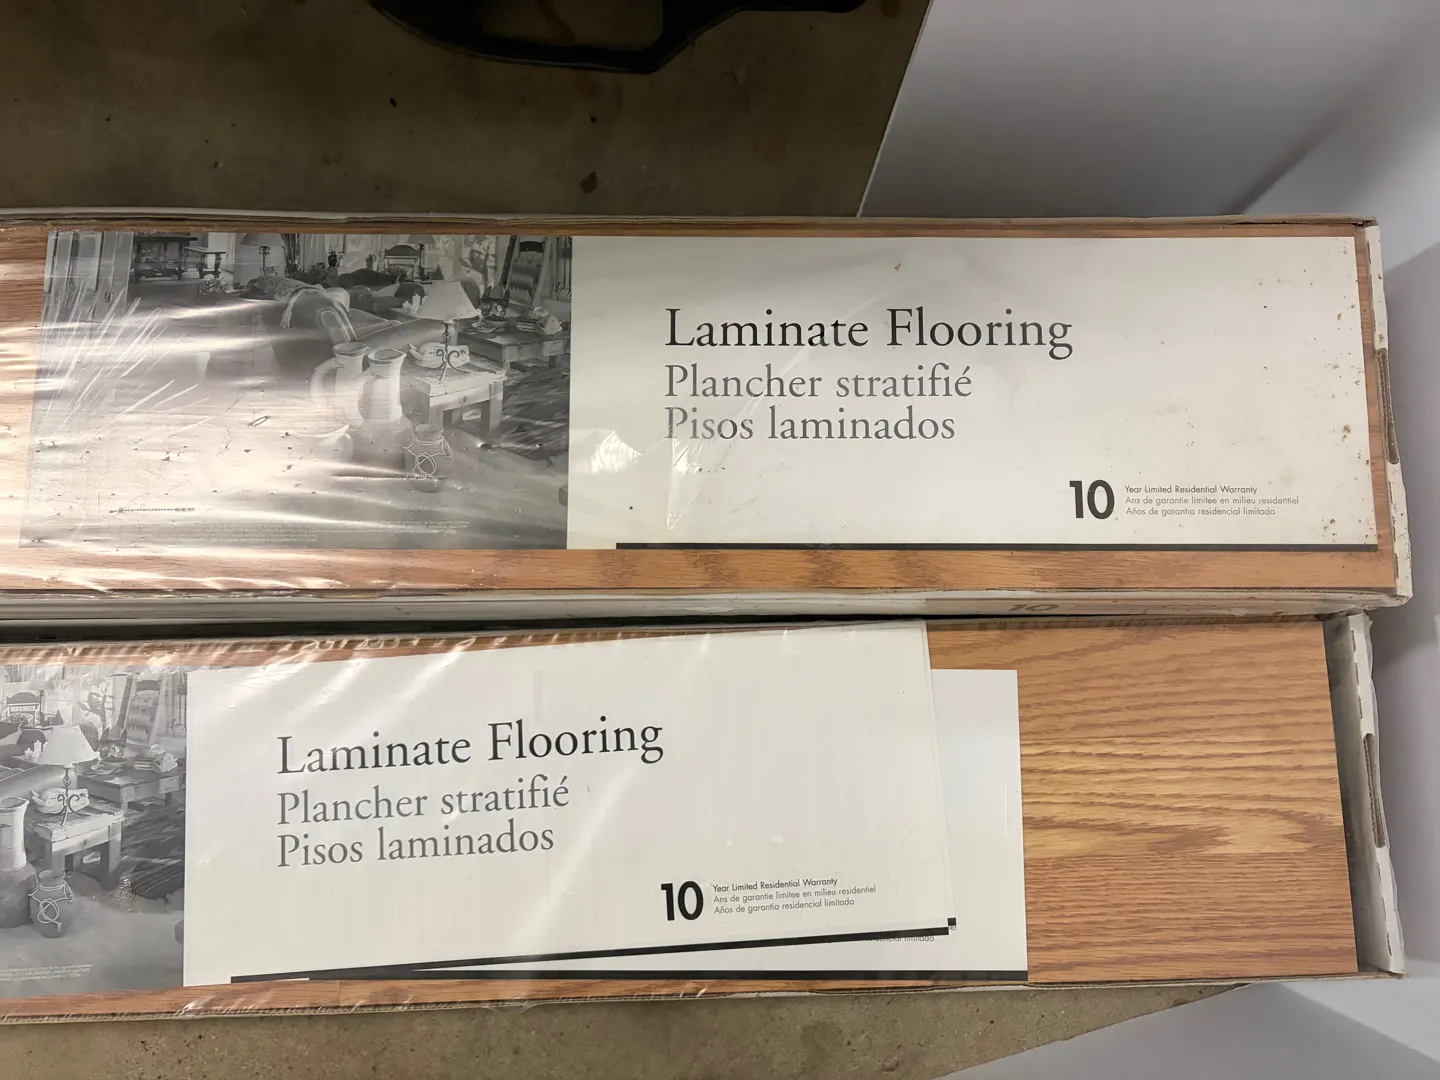 Laminate Flooring
Plancher stratifié
Pisos laminados
10 Year Limited Residential Warranty
Ans de garantie limitee en milieu residentiel
Años de garantia residencial limitada
10
Laminate Flooring
Plancher stratifié
Pisos laminados
10 Year Limited Residential Warranty
Ans de garantie limitee en milieu residentiel
Años de garantia residencial limitada
limitada